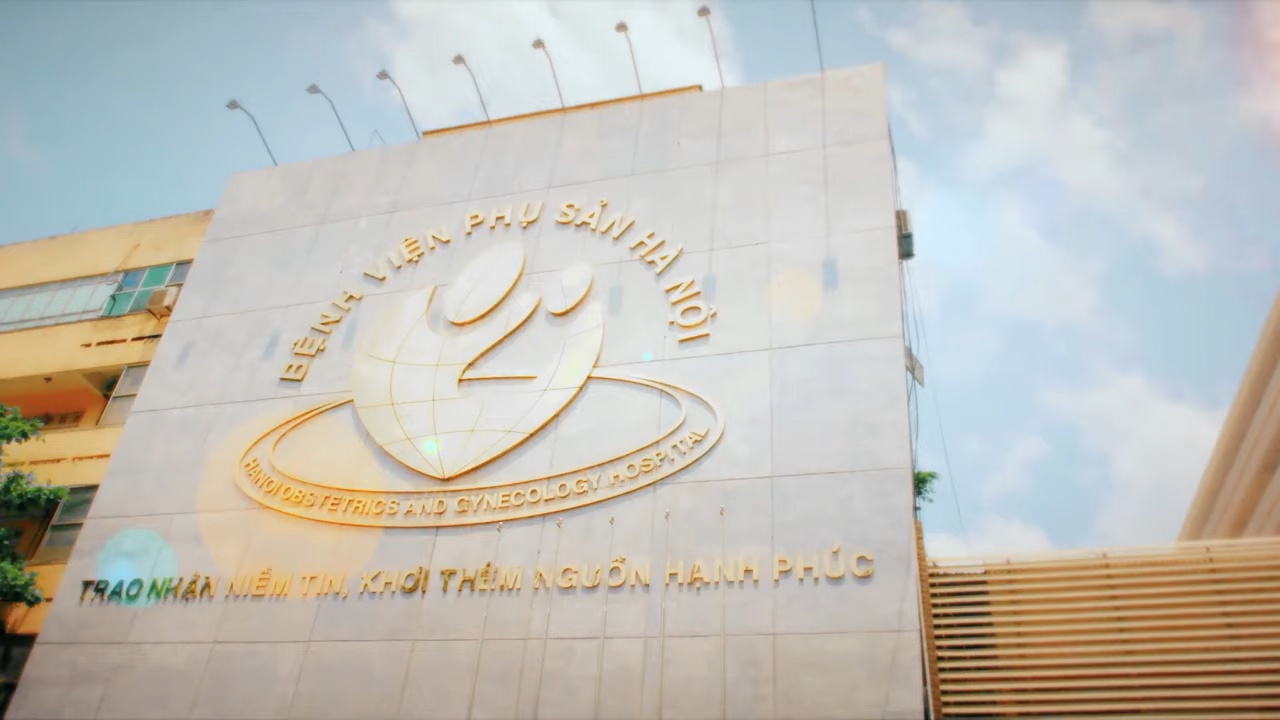 BỆNH VIỆN PHỤ SẢN HÀ NỘI
HANOI OBSTETRICS AND GYNECOLOGY HOSPITAL
TRAO NHẬN NIỀM TIN, KHƠI THÊM NGUỒN HẠNH PHÚC